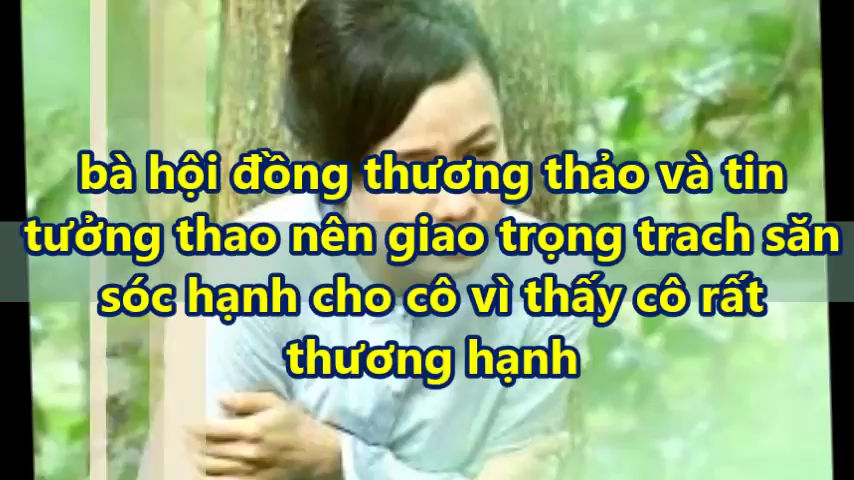 bà hội đồng thương thảo và tin
tưởng thao nên giao trọng trach săn
sóc hạnh cho cô vì thấy cô rất
thương hạnh